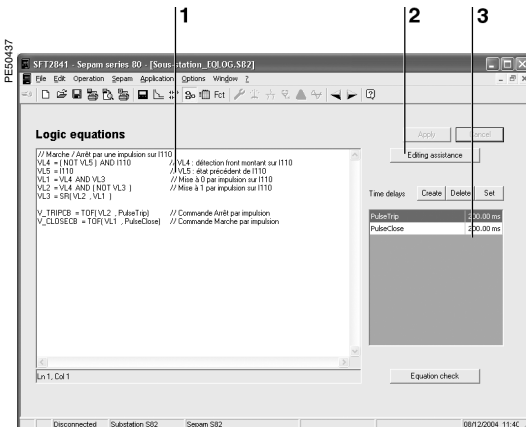 1
2
3
PE50437
SFT2841 - Sepam series 80 - [Sous-station_EQLOG.S82]
File Edit Operation Sepam Application Options Window ?
Fct
Logic equations
Apply
Cancel
// Marche / Arrêt par une impulsion sur I110
VL4 = ( NOT VL5 ) AND I110 // VL4 : détection front montant sur I110
VL5 = I110 // VL5 : état précédent de I110
VL1 = VL4 AND VL3 // Mise à 0 par impulsion sur I110
VL2 = VL4 AND ( NOT VL3 ) // Mise à 1 par impulsion sur I110
VL3 = SR( VL2 , VL1 )
V_TRIPCB = TOF( VL2 , PulseTrip) // Commande Arrêt par impulsion
V_CLOSECB = TOF( VL1 , PulseClose) // Commande Marche par impulsion
Editing assistance
Time delays Create Delete Set
PulseTrip 200.00 ms
PulseClose 200.00 ms
Ln 1, Col 1
Equation check
Disconnected Substation S82 Sepam S82 08/12/2004 11:40